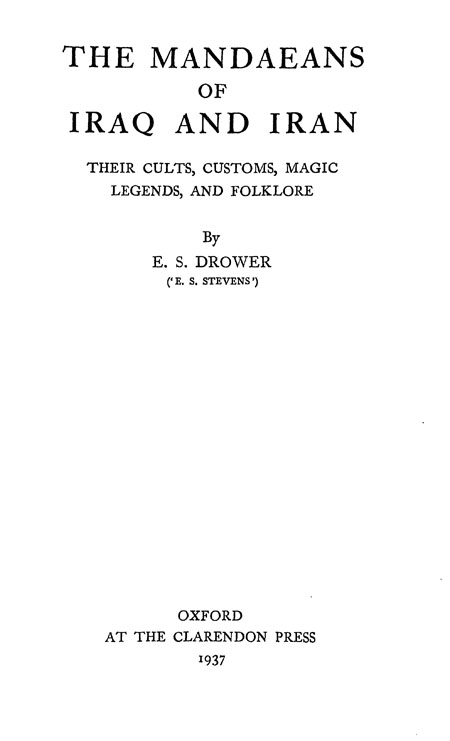 THE MANDAEANS
OF
IRAQ AND IRAN
THEIR CULTS, CUSTOMS, MAGIC
LEGENDS, AND FOLKLORE
By
E. S. DROWER
('E. S. STEVENS')
OXFORD
AT THE CLARENDON PRESS
1937